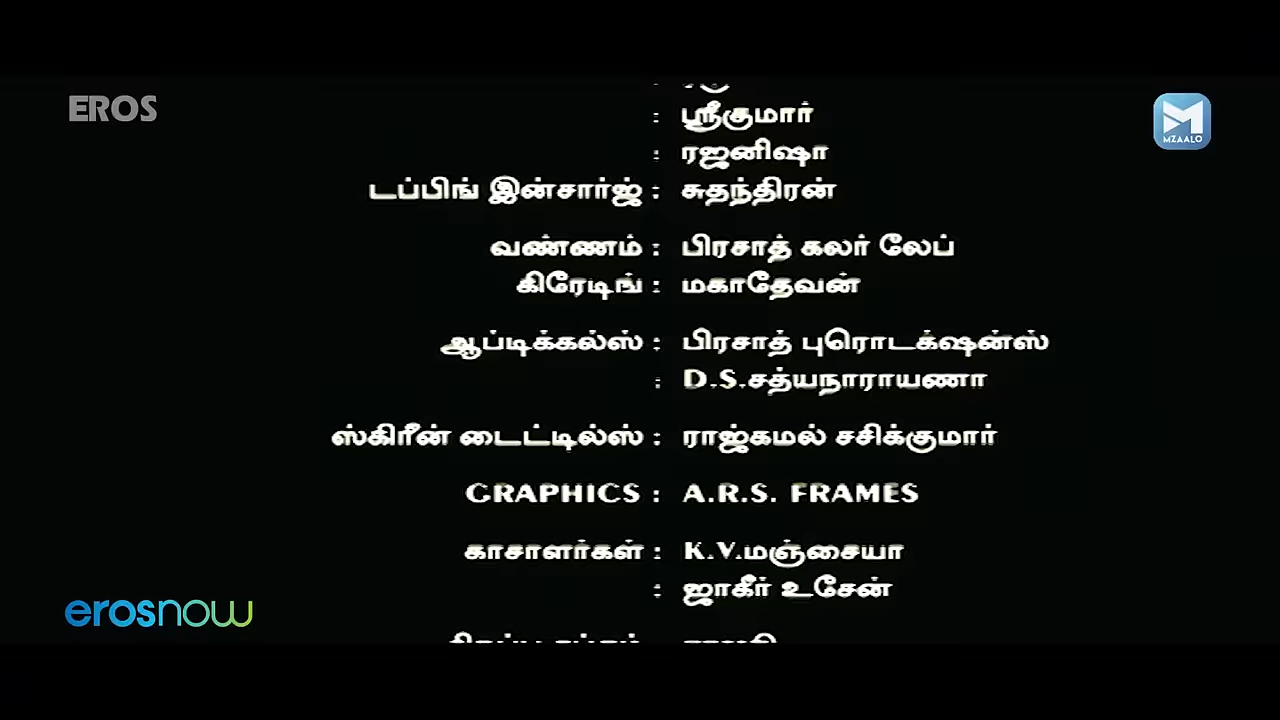 EROS
MZAALO
: ஸ்ரீகுமார்
: ரஜனிஷா
டப்பிங் இன்சார்ஜ் : சுதந்திரன்
வண்ணம் : பிரசாத் கலர் லேப்
கிரேடிங் : மகாதேவன்
ஆப்டிக்கல்ஸ் : பிரசாத் புரொடக்ஷன்ஸ்
: D.S.சத்யநாராயணா
ஸ்கிரீன் டைட்டில்ஸ் : ராஜ்கமல் சசிக்குமார்
GRAPHICS : A.R.S. FRAMES
காசாளர்கள் : K.V.மஞ்சையா
: ஜாகீர் உசேன்
erosnow